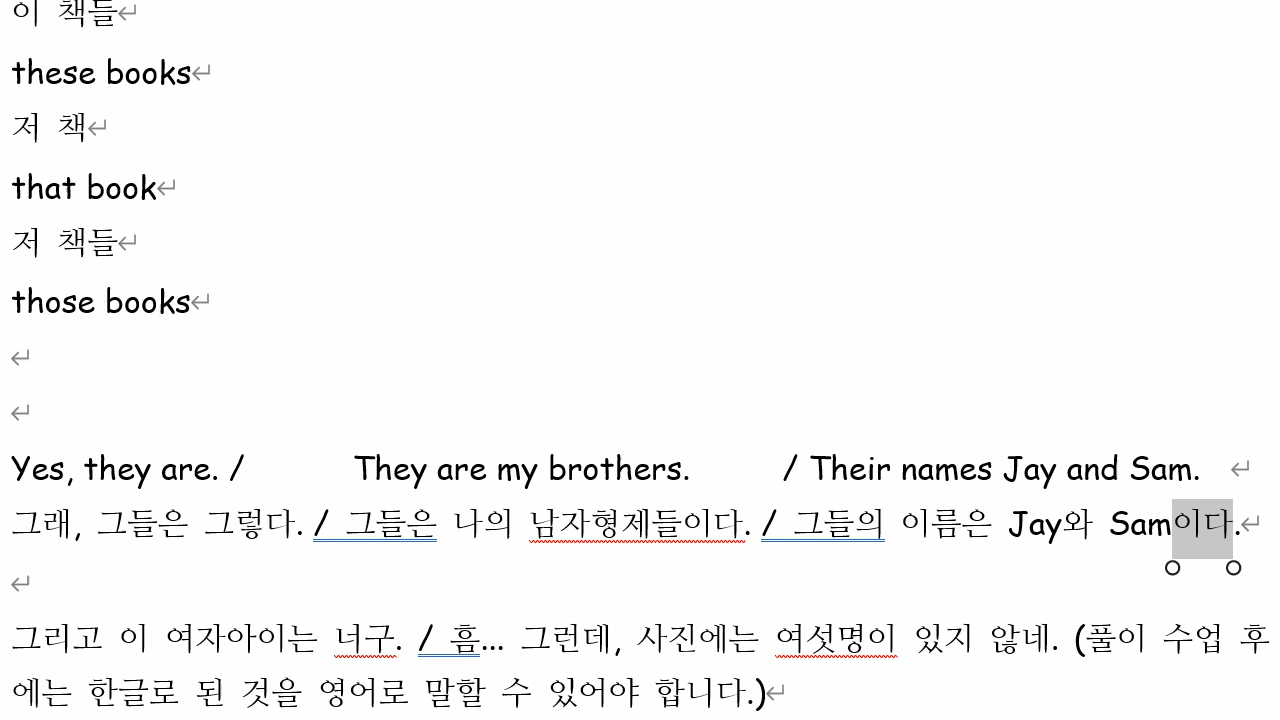 이 책들
these books
저 책
that book
저 책들
those books
Yes, they are. / They are my brothers. / Their names Jay and Sam.
그래, 그들은 그렇다. / 그들은 나의 남자형제들이다. / 그들의 이름은 Jay와 Sam이다.
그리고 이 여자아이는 너구. / 흠... 그런데, 사진에는 여섯명이 있지 않네. (풀이 수업 후
에는 한글로 된 것을 영어로 말할 수 있어야 합니다.)